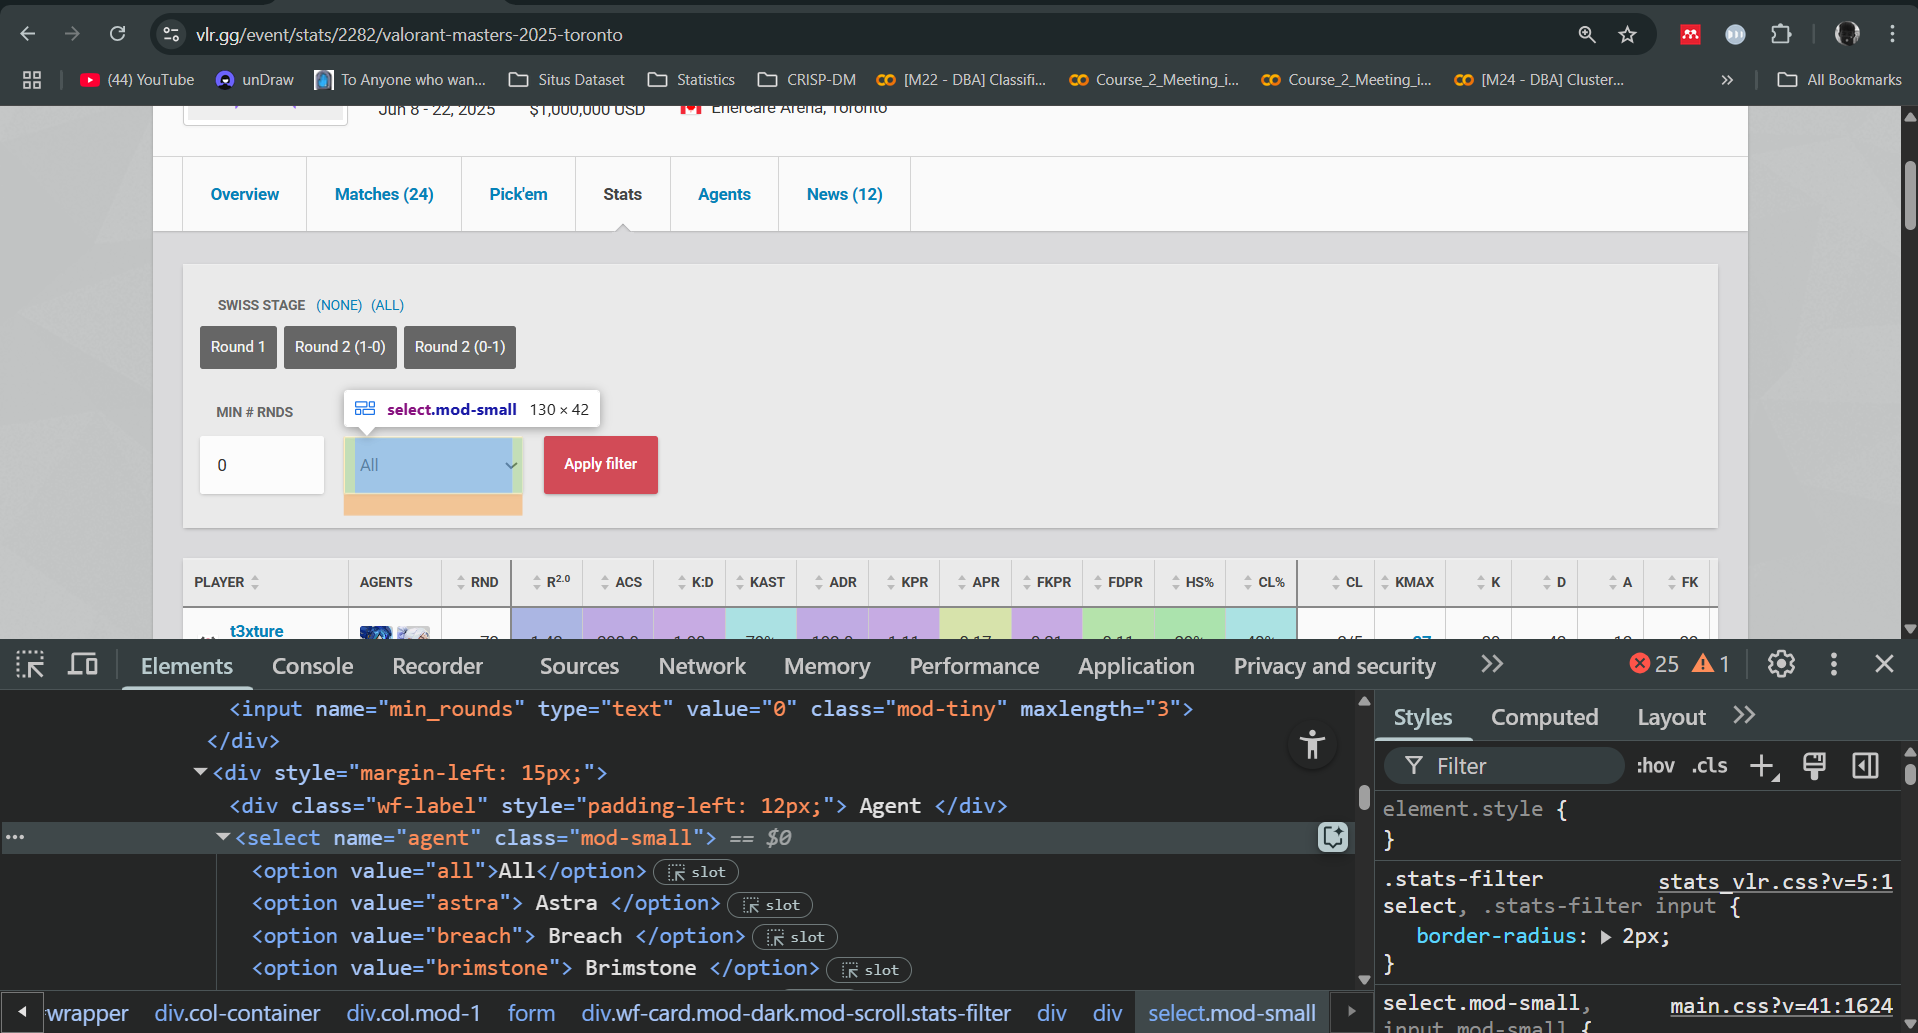 vlr.gg/event/stats/2282/valorant-masters-2025-toronto
(44) YouTube
unDraw
To Anyone who wan...
Situs Dataset
Statistics
CRISP-DM
[M22 - DBA] Classifi...
Course_2_Meeting_i...
Course_2_Meeting_i...
[M24 - DBA] Cluster...
All Bookmarks
Jun 8 - 22, 2025 $1,000,000 USD Enercare Arena, Toronto
Overview Matches (24) Pick'em Stats Agents News (12)
SWISS STAGE (NONE) (ALL)
Round 1 Round 2 (1-0) Round 2 (0-1)
MIN # RNDS
select.mod-small 130 × 42
0 All Apply filter
PLAYER AGENTS RND R2.0 ACS K:D KAST ADR KPR APR FKPR FDPR HS% CL% CL KMAX K D A FK
t3xture
Elements Console Recorder Sources Network Memory Performance Application Privacy and security 25 1
<input name="min_rounds" type="text" value="0" class="mod-tiny" maxlength="3">
</div>
<div style="margin-left: 15px;">
<div class="wf-label" style="padding-left: 12px;"> Agent </div>
<select name="agent" class="mod-small"> == $0
<option value="all">All</option> slot
<option value="astra"> Astra </option> slot
<option value="breach"> Breach </option> slot
<option value="brimstone"> Brimstone </option> slot
wrapper div.col-container div.col.mod-1 form div.wf-card.mod-dark.mod-scroll.stats-filter div div select.mod-small
Styles Computed Layout
Filter :hov .cls
element.style {
}
.stats-filter stats_vlr.css?v=5:1
select, .stats-filter input {
border-radius: 2px;
}
select.mod-small, main.css?v=41:1624
input.mod-small {